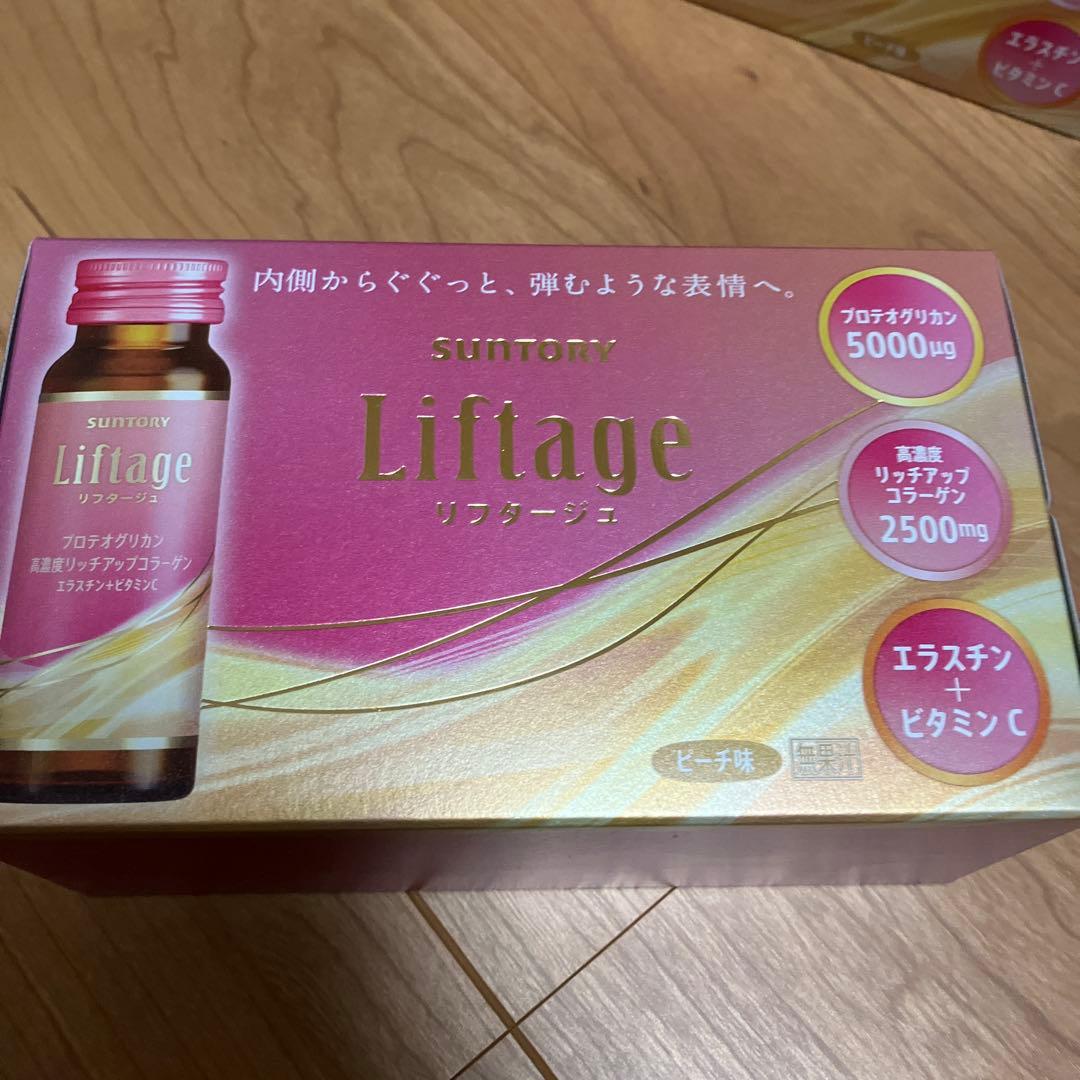 ピーチ味
エラスチン
+
ビタミンC
内側からぐぐっと、弾むような表情へ。
SUNTORY
Liftage
リフタージュ
プロテオグリカン
5000μg
高濃度
リッチアップ
コラーゲン
2500mg
エラスチン
+
ビタミンC
ピーチ味
無果汁
SUNTORY
Liftage
リフタージュ
プロテオグリカン
高濃度リッチアップコラーゲン
エラスチン+ビタミンC